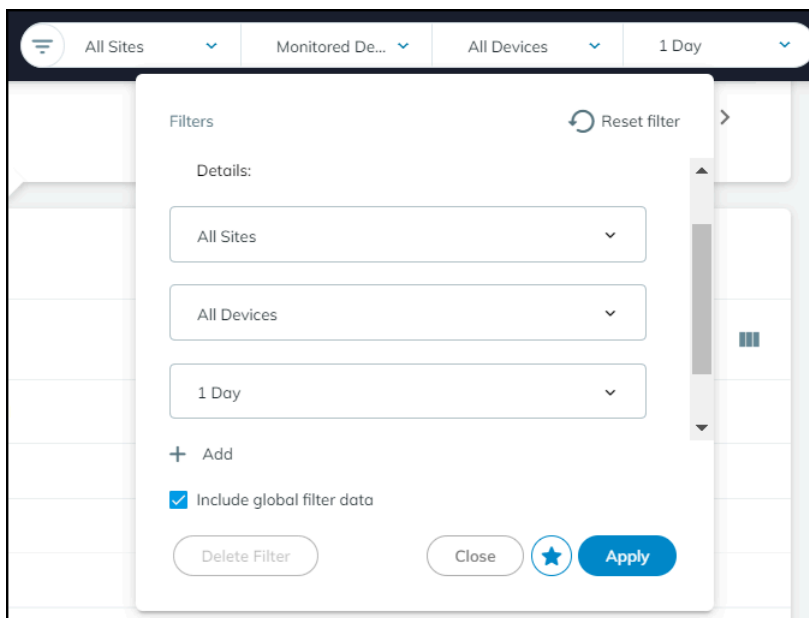 All Sites Monitored De... All Devices 1 Day
Filters Reset filter
Details:
All Sites
All Devices
1 Day
+ Add
Include global filter data
Delete Filter Close Apply